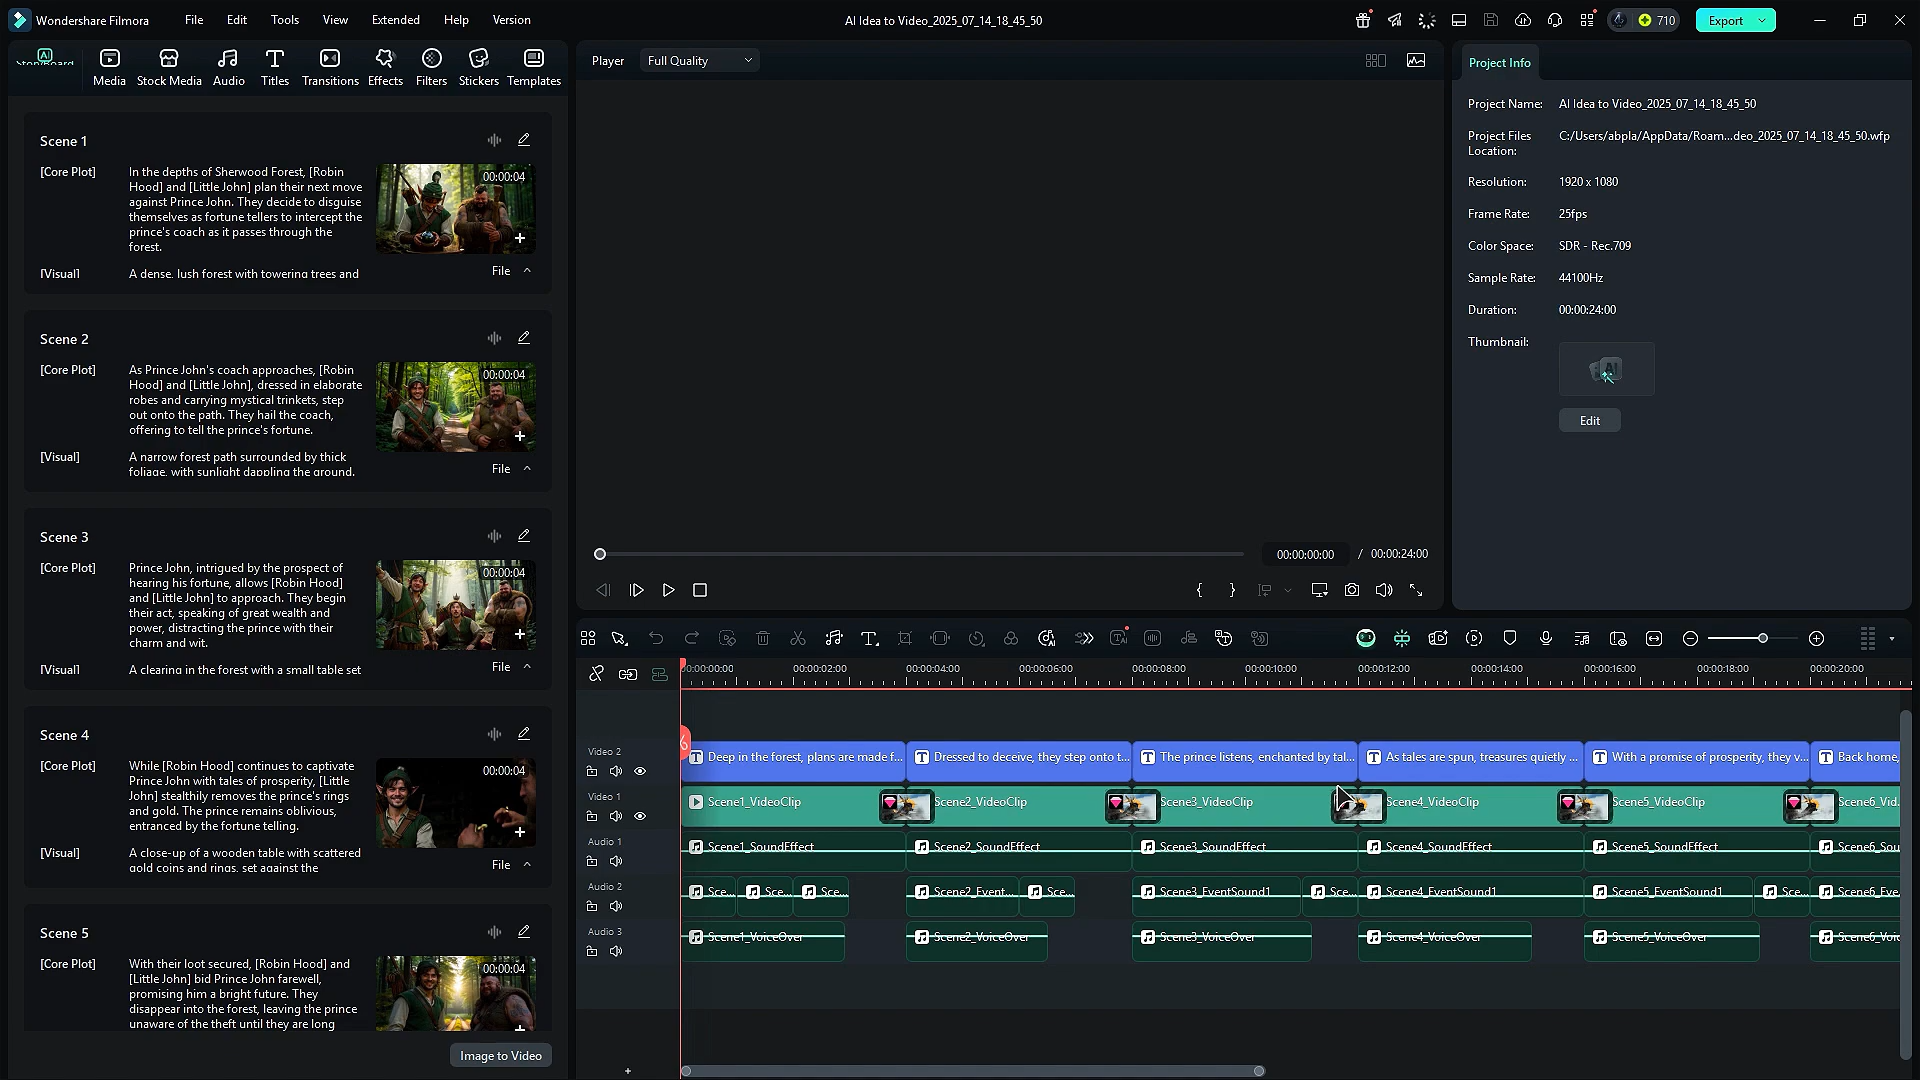 Wondershare Filmora
File
Edit
Tools
View
Extended
Help
Version
AI Idea to Video_2025_07_14_18_45_50
710
Export
AI
StoryBoard
Media
Stock Media
Audio
Titles
Transitions
Effects
Filters
Stickers
Templates
Scene 1
[Core Plot]
In the depths of Sherwood Forest, [Robin
Hood] and [Little John] plan their next move
against Prince John. They decide to disguise
themselves as fortune tellers to intercept the
prince's coach as it passes through the
forest.
00:00:04
[Visual]
A dense, lush forest with towering trees and
File
Scene 2
[Core Plot]
As Prince John's coach approaches, [Robin
Hood] and [Little John], dressed in elaborate
robes and carrying mystical trinkets, step
out onto the path. They hail the coach,
offering to tell the prince's fortune.
00:00:04
[Visual]
A narrow forest path surrounded by thick
foliage, with sunlight dappling the ground.
File
Scene 3
[Core Plot]
Prince John, intrigued by the prospect of
hearing his fortune, allows [Robin Hood]
and [Little John] to approach. They begin
their act, speaking of great wealth and
power, distracting the prince with their
charm and wit.
00:00:04
[Visual]
A clearing in the forest with a small table set
File
Scene 4
[Core Plot]
While [Robin Hood] continues to captivate
Prince John with tales of prosperity, [Little
John] stealthily removes the prince's rings
and gold. The prince remains oblivious,
entranced by the fortune telling.
00:00:04
[Visual]
A close-up of a wooden table with scattered
gold coins and rings, set against the
File
Scene 5
[Core Plot]
With their loot secured, [Robin Hood] and
[Little John] bid Prince John farewell,
promising him a bright future. They
disappear into the forest, leaving the prince
unaware of the theft until they are long
00:00:04
Image to Video
Player
Full Quality
00:00:00:00 / 00:00:24:00
Project Info
Project Name: AI Idea to Video_2025_07_14_18_45_50
Project Files C:/Users/abpla/AppData/Roam...deo_2025_07_14_18_45_50.wfp
Location:
Resolution: 1920 x 1080
Frame Rate: 25fps
Color Space: SDR - Rec.709
Sample Rate: 44100Hz
Duration: 00:00:24:00
Thumbnail:
AI
Edit
00:00:00:00 00:00:02:00 00:00:04:00 00:00:06:00 00:00:08:00 00:00:10:00 00:00:12:00 00:00:14:00 00:00:16:00 00:00:18:00 00:00:20:00
Video 2
Deep in the forest, plans are made f...
Dressed to deceive, they step onto t...
The prince listens, enchanted by tal...
As tales are spun, treasures quietly ...
With a promise of prosperity, they v...
Back home,
Video 1
Scene1_VideoClip
Scene2_VideoClip
Scene3_VideoClip
Scene4_VideoClip
Scene5_VideoClip
Scene6_Vid
Audio 1
Scene1_SoundEffect
Scene2_SoundEffect
Scene3_SoundEffect
Scene4_SoundEffect
Scene5_SoundEffect
Scene6_Sou
Audio 2
Sce...
Sce...
Sce...
Scene2_Event...
Sce...
Scene3_EventSound1
Sce...
Scene4_EventSound1
Scene5_EventSound1
Sce...
Scene6_Eve
Audio 3
Scene1_VoiceOver
Scene2_VoiceOver
Scene3_VoiceOver
Scene4_VoiceOver
Scene5_VoiceOver
Scene6_Voic